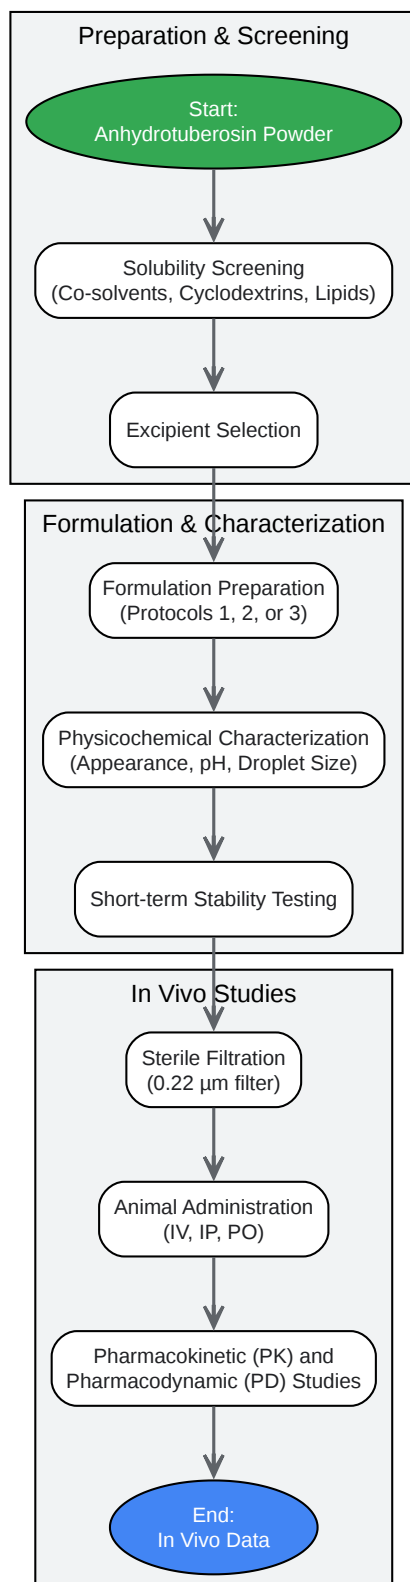 Preparation & Screening
Start:
Anhydrotuberosin Powder
Solubility Screening
(Co-solvents, Cyclodextrins, Lipids)
Excipient Selection
Formulation & Characterization
Formulation Preparation
(Protocols 1, 2, or 3)
Physicochemical Characterization
(Appearance, pH, Droplet Size)
Short-term Stability Testing
In Vivo Studies
Sterile Filtration
(0.22 µm filter)
Animal Administration
(IV, IP, PO)
Pharmacokinetic (PK) and
Pharmacodynamic (PD) Studies
End:
In Vivo Data